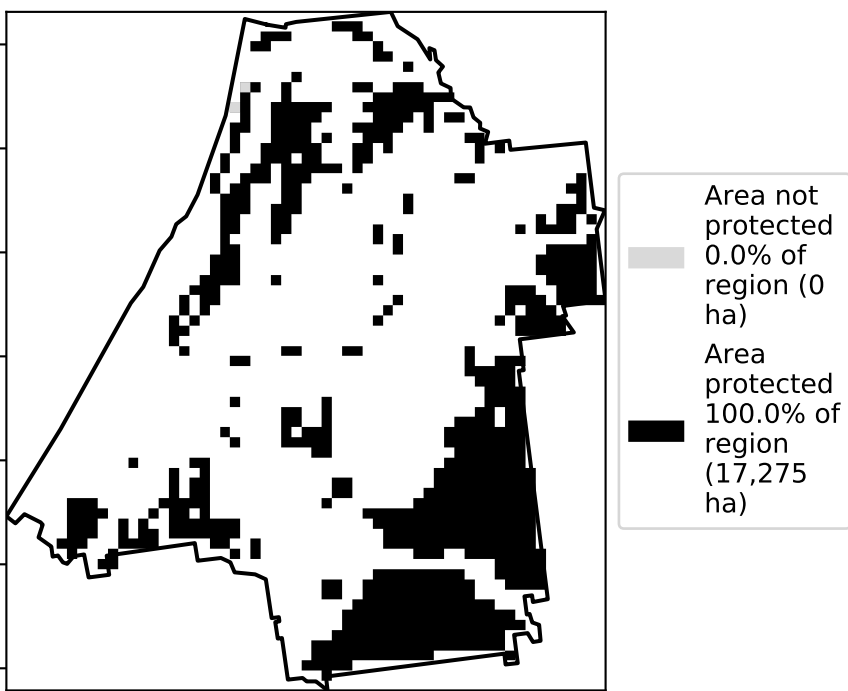 Area not
protected
0.0% of
region (0
ha)
Area
protected
100.0% of
region
(17,275
ha)